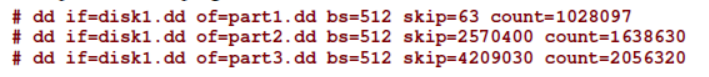 # dd if=disk1.dd of=part1.dd bs=512 skip=63 count=1028097
# dd if=disk1.dd of=part2.dd bs=512 skip=2570400 count=1638630
# dd if=disk1.dd of=part3.dd bs=512 skip=4209030 count=2056320